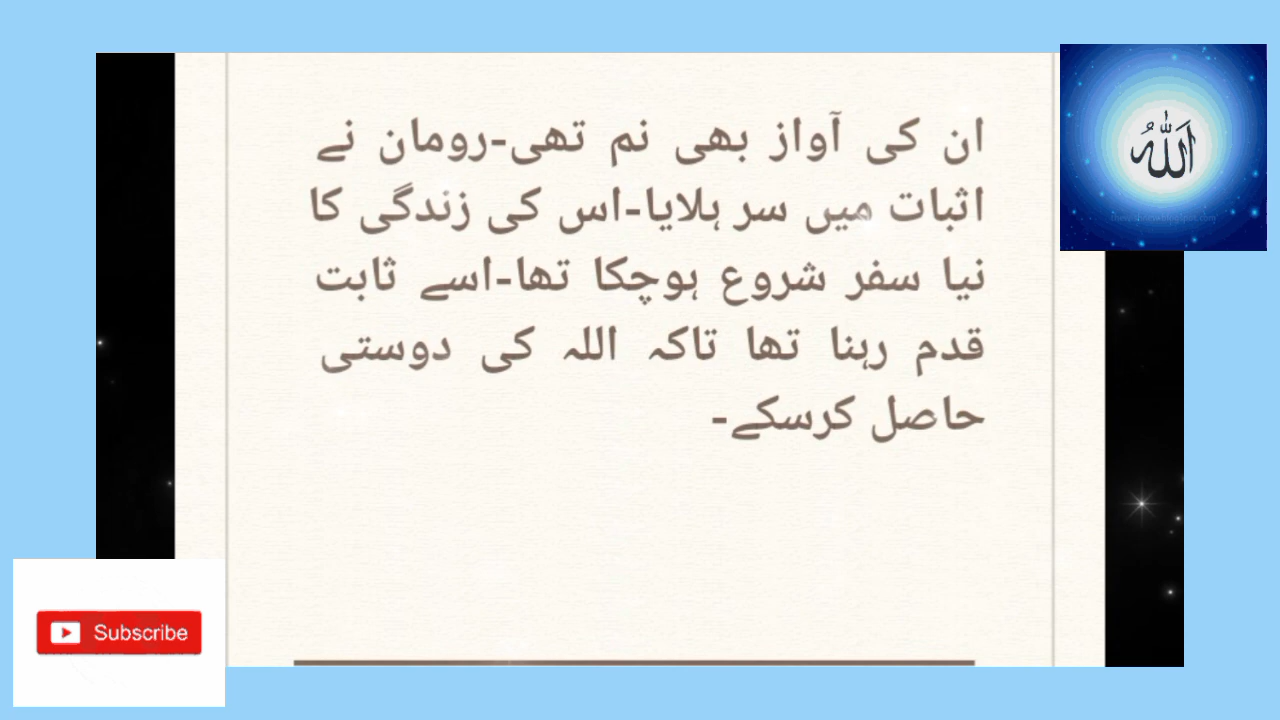 ان کی آواز بھی نم تھی-رومان نے
اثبات میں سر ہلایا-اس کی زندگی کا
نیا سفر شروع ہوچکا تھا-اسے ثابت
قدم رہنا تھا تاکہ اللہ کی دوستی
حاصل کرسکے-
اللّٰهُ
Subscribe